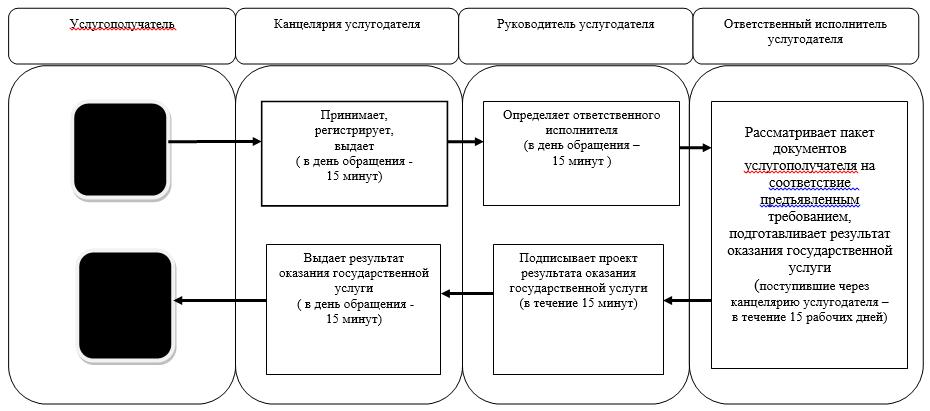 Услугополучатель
Канцелярия услугодателя
Руководитель услугодателя
Ответственный исполнитель
услугодателя
Принимает,
регистрирует,
выдает
( в день обращения -
15 минут)
Определяет ответственного
исполнителя
(в день обращения –
15 минут )
Рассматривает пакет
документов
услугополучателя на
соответствие
предъявленным
требованием,
подготавливает результат
оказания государственной
услуги
(поступившие через
канцелярию услугодателя –
в течение 15 рабочих дней)
Подписывает проект
результата оказания
государственной услуги
(в течение 15 минут)
Выдает результат
оказания государственной
услуги
( в день обращения -
15 минут)